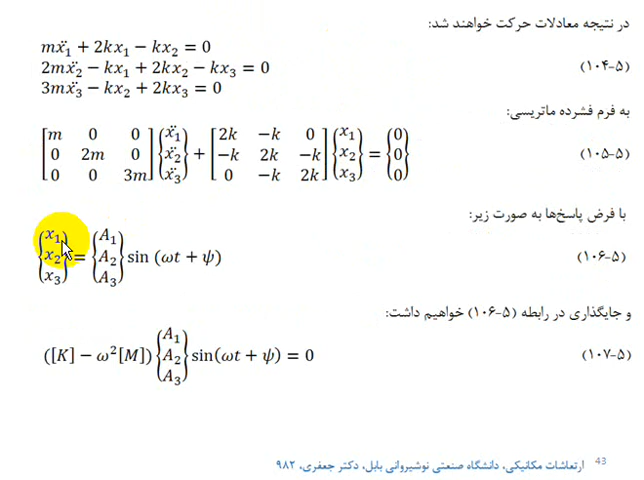 در نتیجه معادلات حرکت خواهند شد:
mẍ₁ + 2kx₁ − kx₂ = 0
2mẍ₂ − kx₁ + 2kx₂ − kx₃ = 0 (۵-۱۰۴)
3mẍ₃ − kx₂ + 2kx₃ = 0
به فرم فشرده ماتریسی:
[m 0 0; 0 2m 0; 0 0 3m] {ẍ₁; ẍ₂; ẍ₃} + [2k −k 0; −k 2k −k; 0 −k 2k] {x₁; x₂; x₃} = {0; 0; 0} (۵-۱۰۵)
با فرض پاسخ‌ها به صورت زیر:
{x₁; x₂; x₃} = {A₁; A₂; A₃} sin (ωt + ψ) (۵-۱۰۶)
و جایگذاری در رابطه (۵-۱۰۶) خواهیم داشت:
([K] − ω²[M]) {A₁; A₂; A₃} sin(ωt + ψ) = 0 (۵-۱۰۷)
ارتعاشات مکانیکی، دانشگاه صنعتی نوشیروانی بابل، دکتر جعفری، ۹۸۲ 43